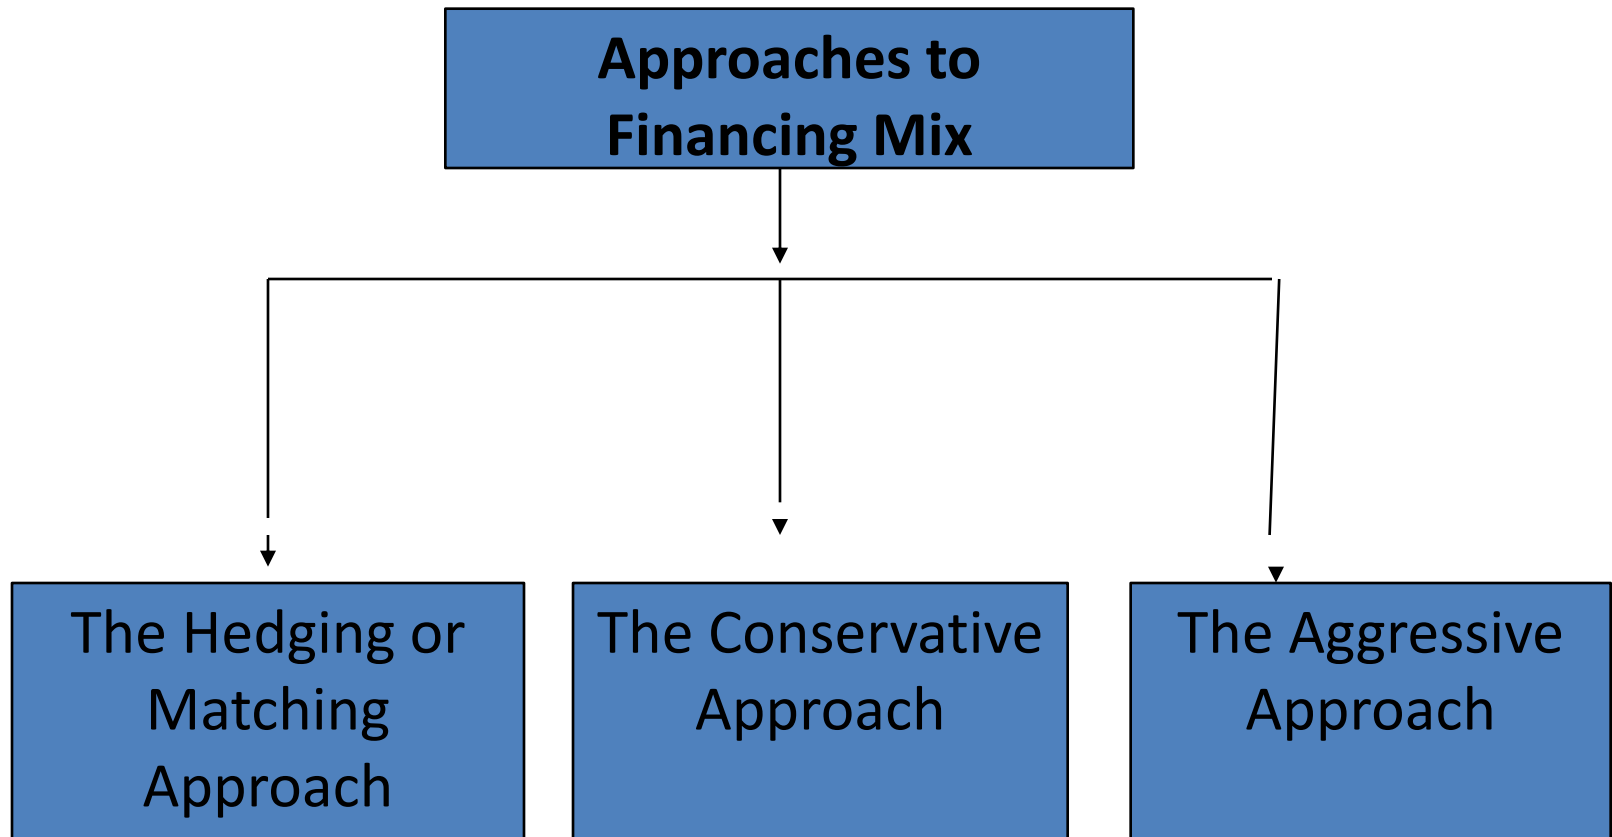 Approaches to
Financing Mix
The Hedging or
Matching
Approach
The Conservative
Approach
The Aggressive
Approach